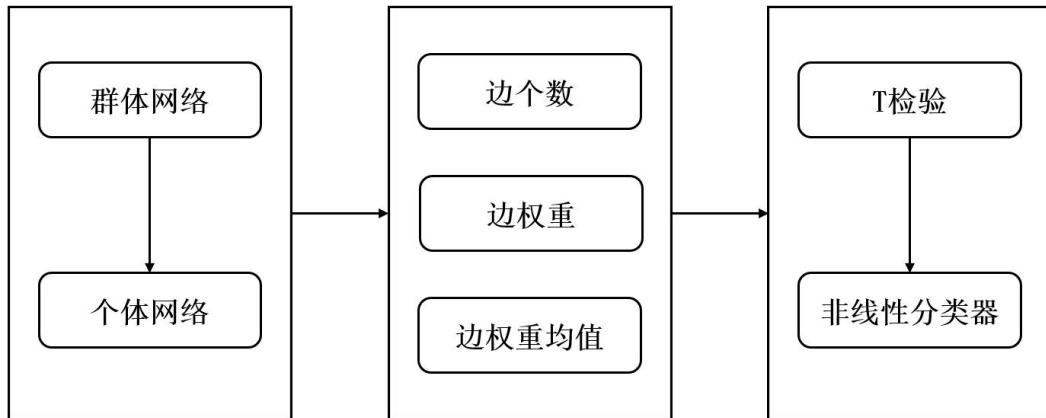 群体网络
个体网络
边个数
边权重
边权重均值
T检验
非线性分类器